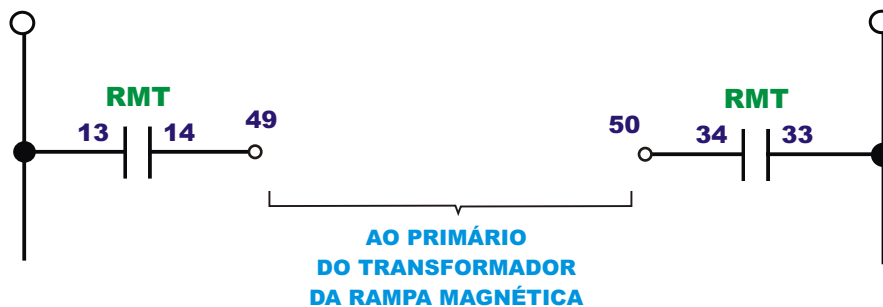 RMT
13 14 49
RMT
50 34 33
AO PRIMÁRIO
DO TRANSFORMADOR
DA RAMPA MAGNÉTICA